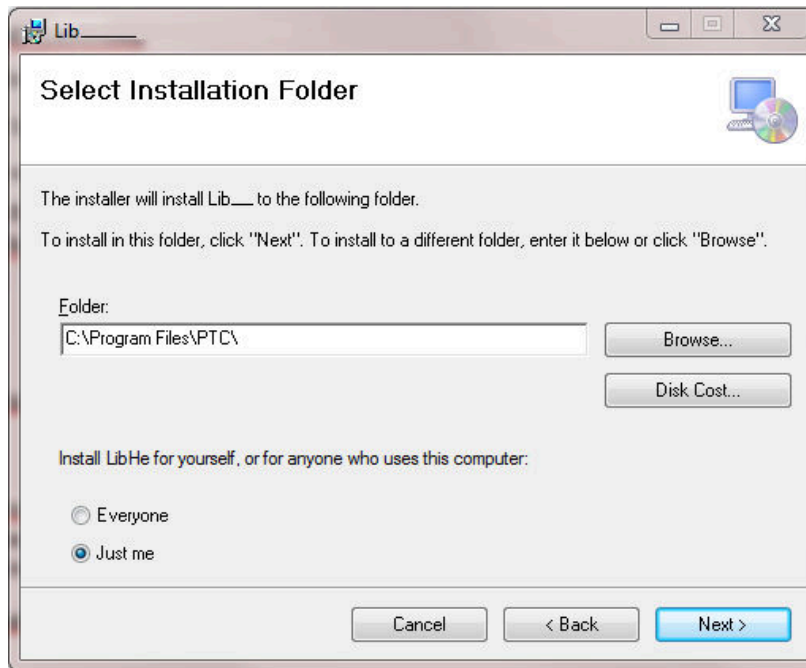 Lib_____
Select Installation Folder
The installer will install Lib__ to the following folder.
To install in this folder, click "Next". To install to a different folder, enter it below or click "Browse".
Folder:
C:\Program Files\PTC\
Browse...
Disk Cost...
Install LibHe for yourself, or for anyone who uses this computer:
Everyone
Just me
Cancel
< Back
Next >